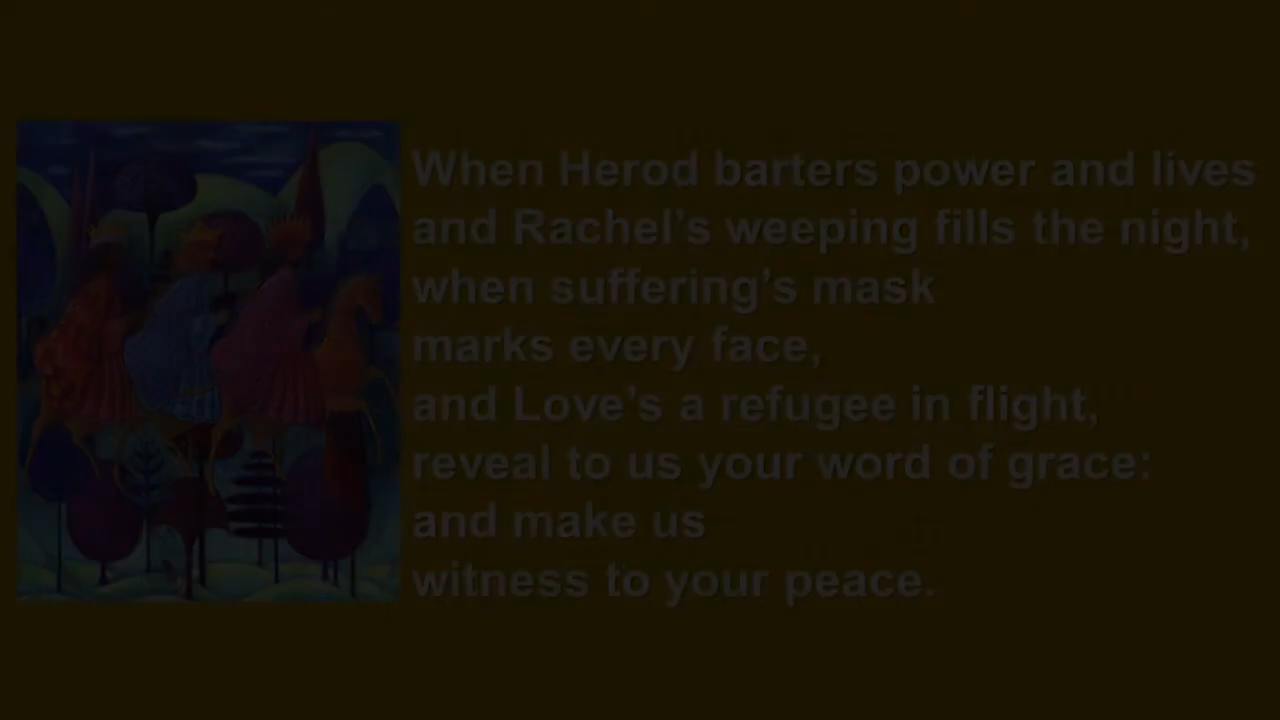 When Herod barters power and lives
and Rachel’s weeping fills the night,
when suffering’s mask
marks every face,
and Love’s a refugee in flight,
reveal to us your word of grace:
and make us
witness to your peace.